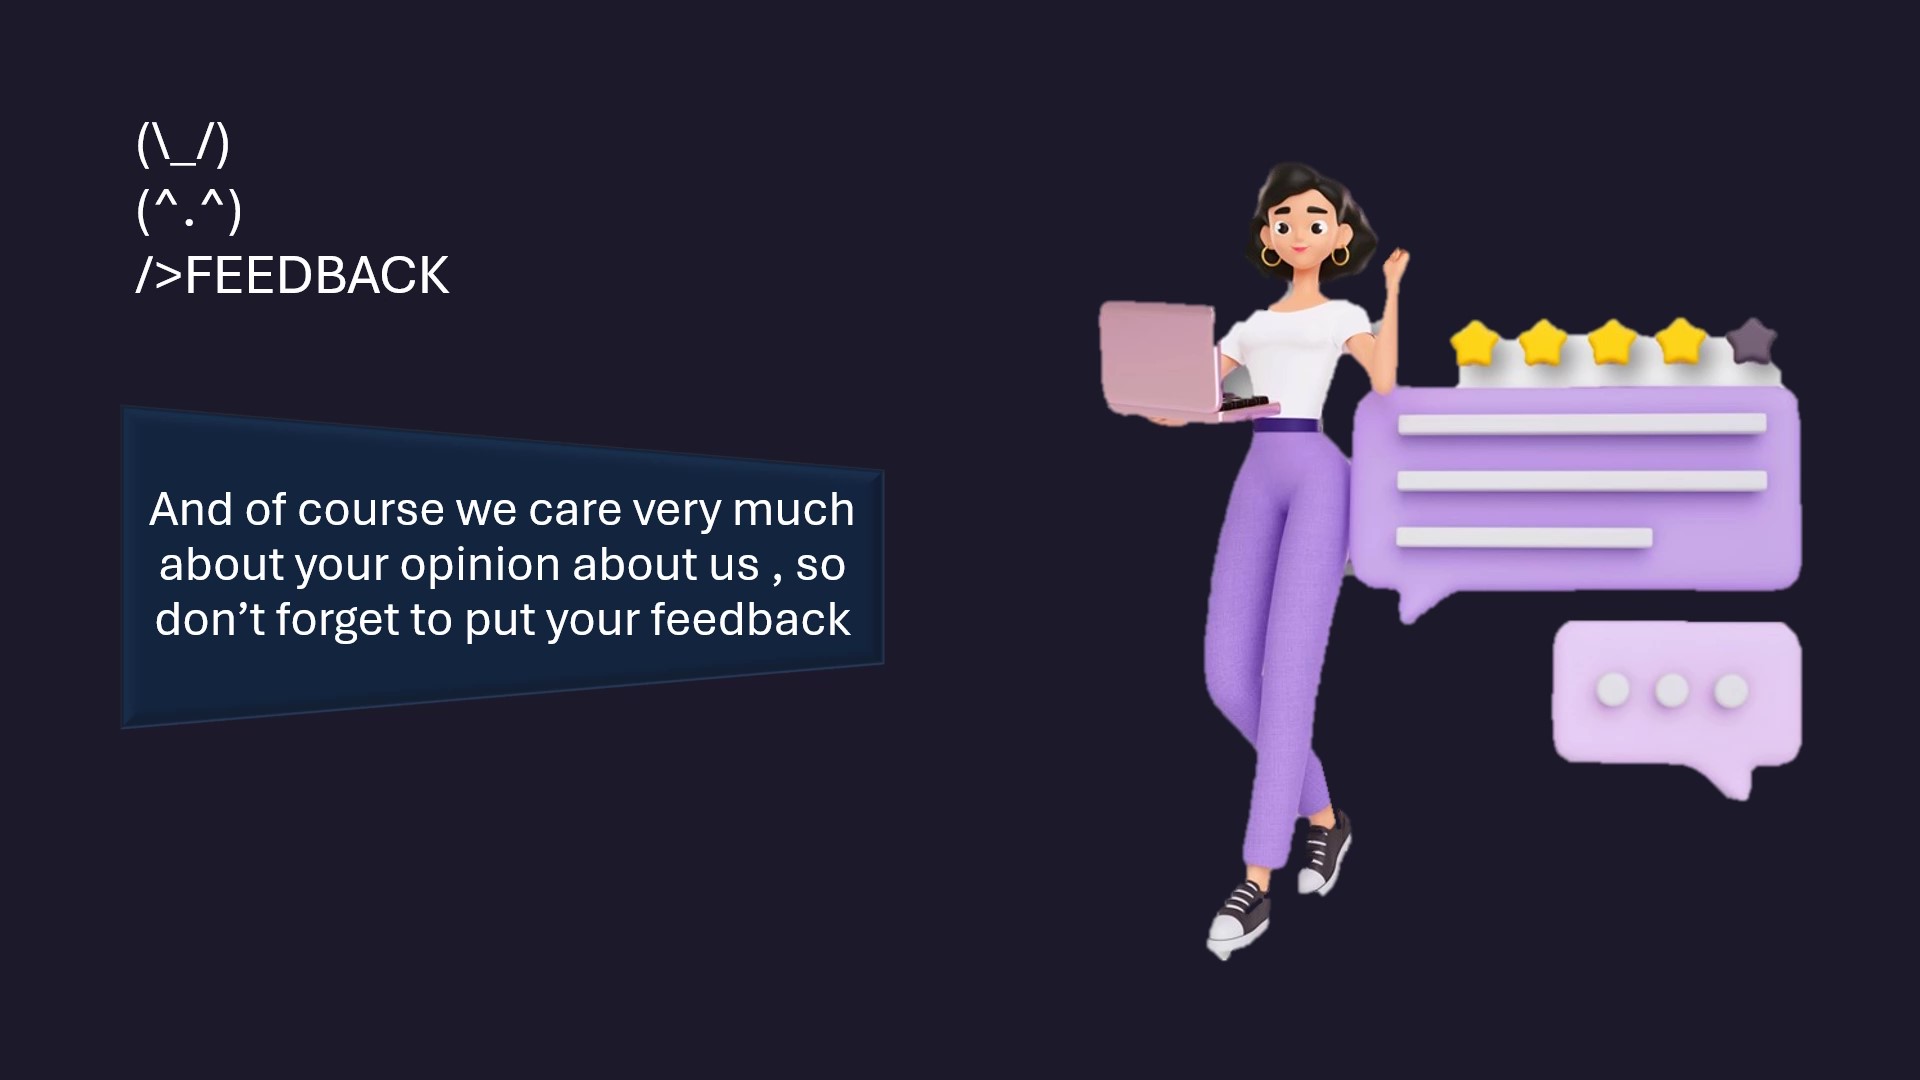 (\_/)
(^.^)
/>FEEDBACK
And of course we care very much
about your opinion about us , so
don’t forget to put your feedback